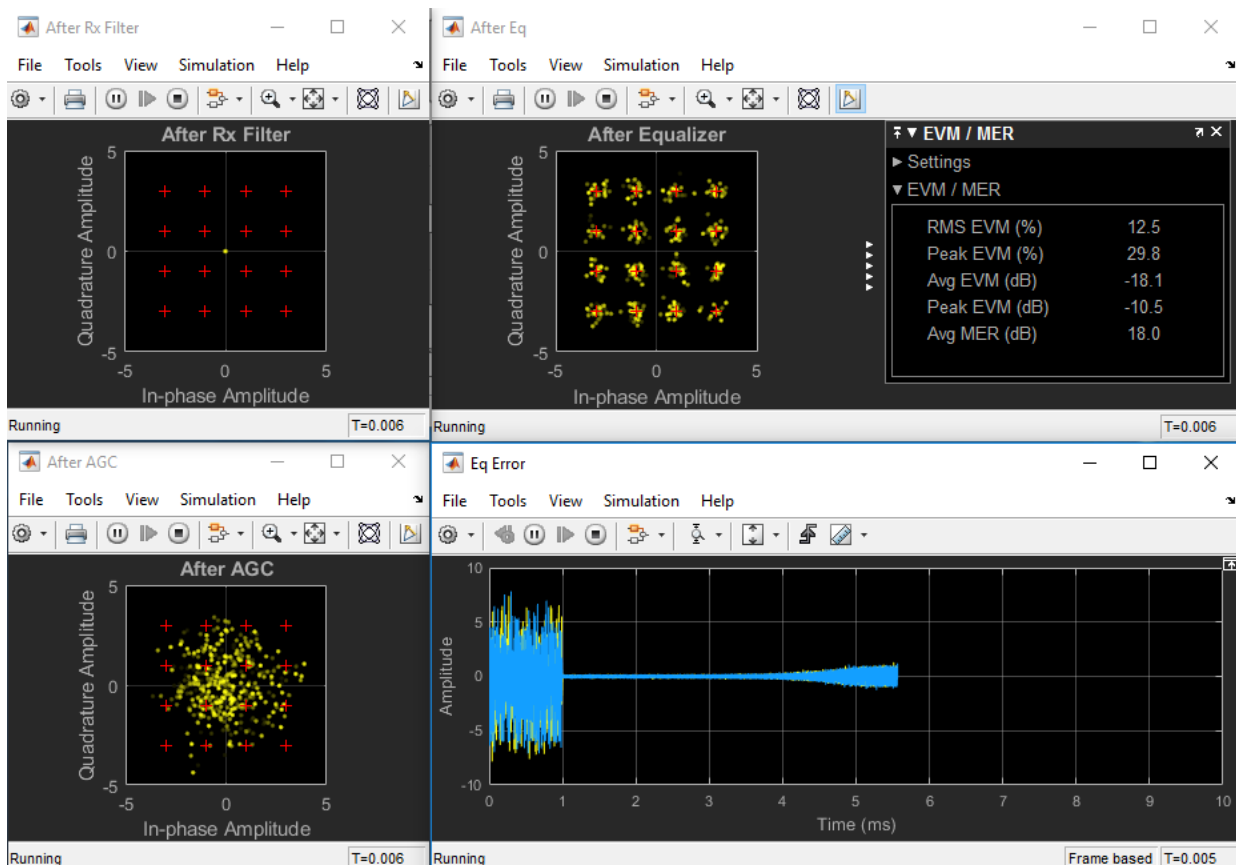 After Rx Filter
File Tools View Simulation Help
After Rx Filter
Quadrature Amplitude
5
0
-5
-5 0 5
In-phase Amplitude
Running T=0.006
After Eq
File Tools View Simulation Help
After Equalizer
Quadrature Amplitude
5
0
-5
-5 0 5
In-phase Amplitude
EVM / MER
Settings
EVM / MER
RMS EVM (%) 12.5
Peak EVM (%) 29.8
Avg EVM (dB) -18.1
Peak EVM (dB) -10.5
Avg MER (dB) 18.0
Running T=0.006
After AGC
File Tools View Simulation Help
After AGC
Quadrature Amplitude
5
0
-5
-5 0 5
In-phase Amplitude
Running T=0.006
Eq Error
File Tools View Simulation Help
Amplitude
10
5
0
-5
-10
0 1 2 3 4 5 6 7 8 9 10
Time (ms)
Running Frame based T=0.005